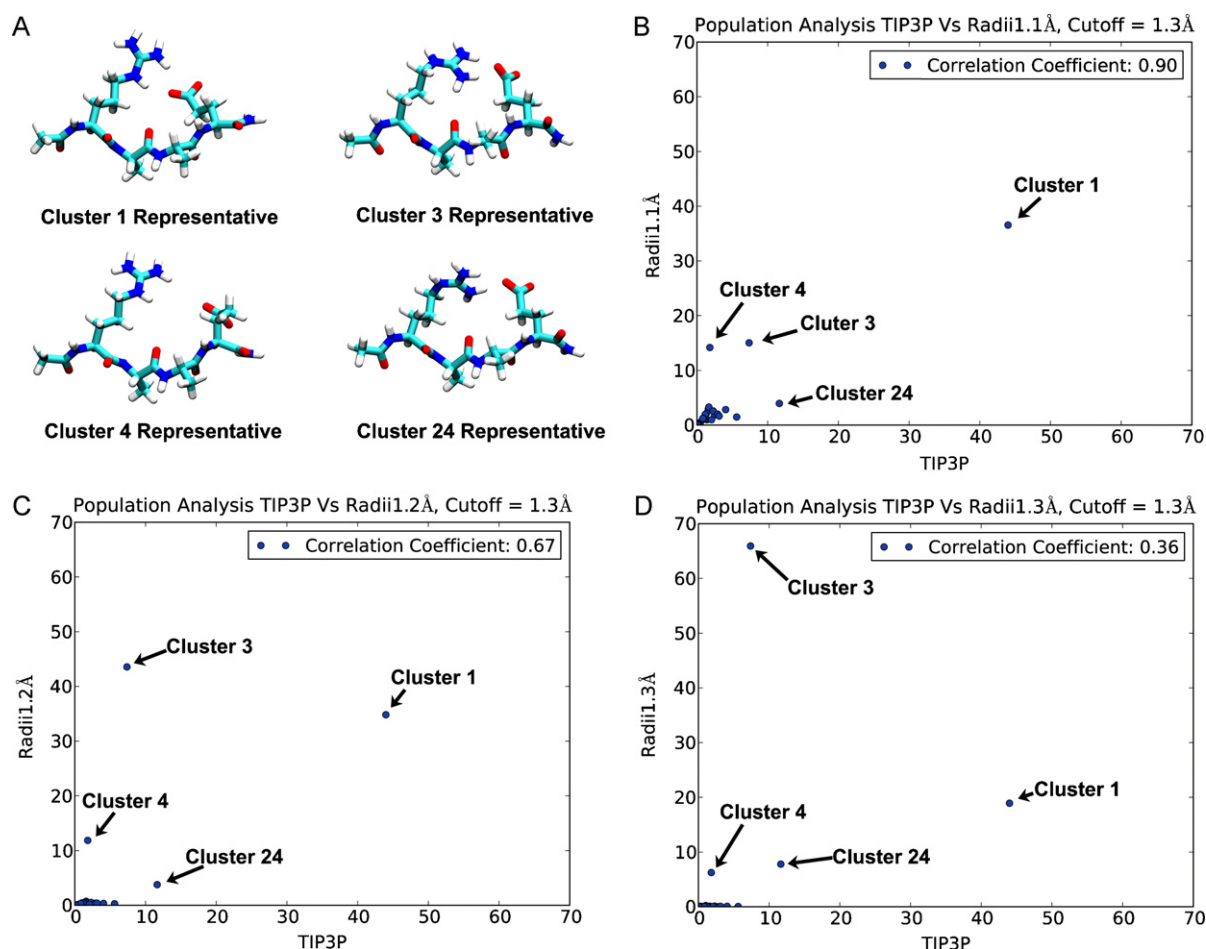 A
Cluster 1 Representative
Cluster 3 Representative
Cluster 4 Representative
Cluster 24 Representative
B
Population Analysis TIP3P Vs Radii1.1Å, Cutoff = 1.3Å
70
60
50
40
30
20
10
0
Radii1.1Å
Correlation Coefficient: 0.90
Cluster 1
Cluster 4
Cluter 3
Cluster 24
0 10 20 30 40 50 60 70
TIP3P
C
Population Analysis TIP3P Vs Radii1.2Å, Cutoff = 1.3Å
70
60
50
40
30
20
10
0
Radii1.2Å
Correlation Coefficient: 0.67
Cluster 3
Cluster 1
Cluster 4
Cluster 24
0 10 20 30 40 50 60 70
TIP3P
D
Population Analysis TIP3P Vs Radii1.3Å, Cutoff = 1.3Å
70
60
50
40
30
20
10
0
Radii1.3Å
Correlation Coefficient: 0.36
Cluster 3
Cluster 1
Cluster 4
Cluster 24
0 10 20 30 40 50 60 70
TIP3P